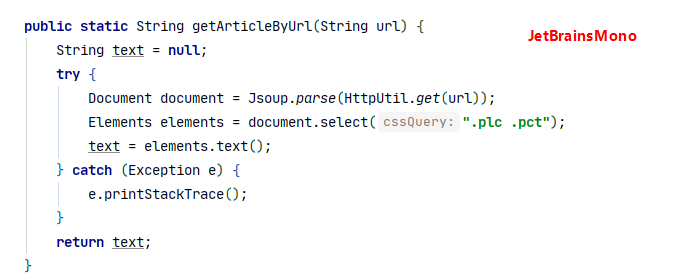 public static String getArticleByUrl(String url) {
JetBrainsMono
    String text = null;
    try {
        Document document = Jsoup.parse(HttpUtil.get(url));
        Elements elements = document.select( cssQuery: ".plc .pct");
        text = elements.text();
    } catch (Exception e) {
        e.printStackTrace();
    }
    return text;
}